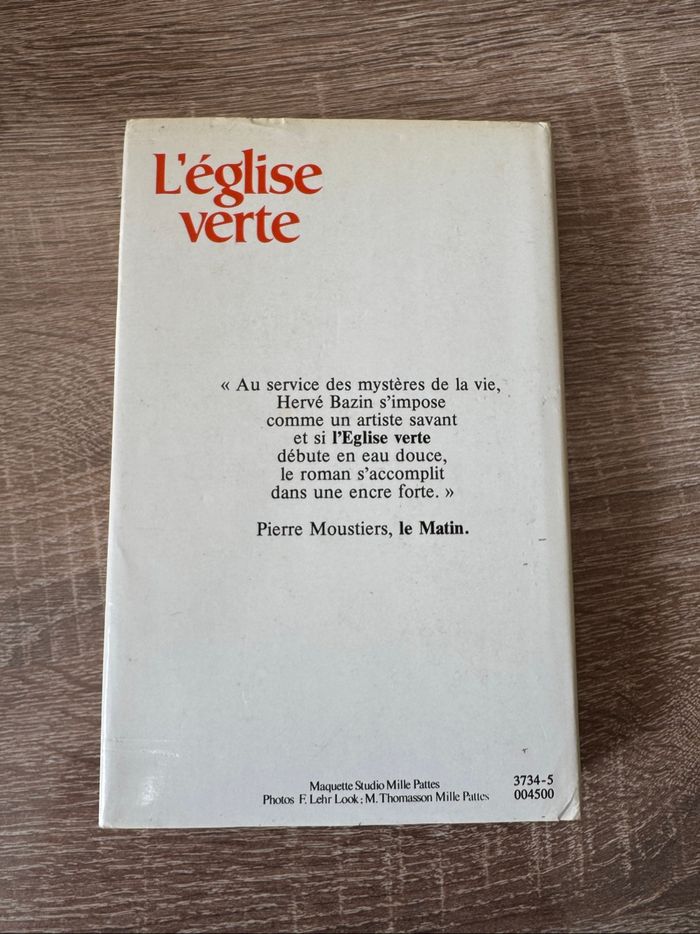 L'église
verte
« Au service des mystères de la vie,
Hervé Bazin s'impose
comme un artiste savant
et si l'Eglise verte
débute en eau douce,
le roman s'accomplit
dans une encre forte. »
Pierre Moustiers, le Matin.
Maquette Studio Mille Pattes
Photos F. Lehr Look ; M. Thomasson Mille Pattes
3734-5
004500